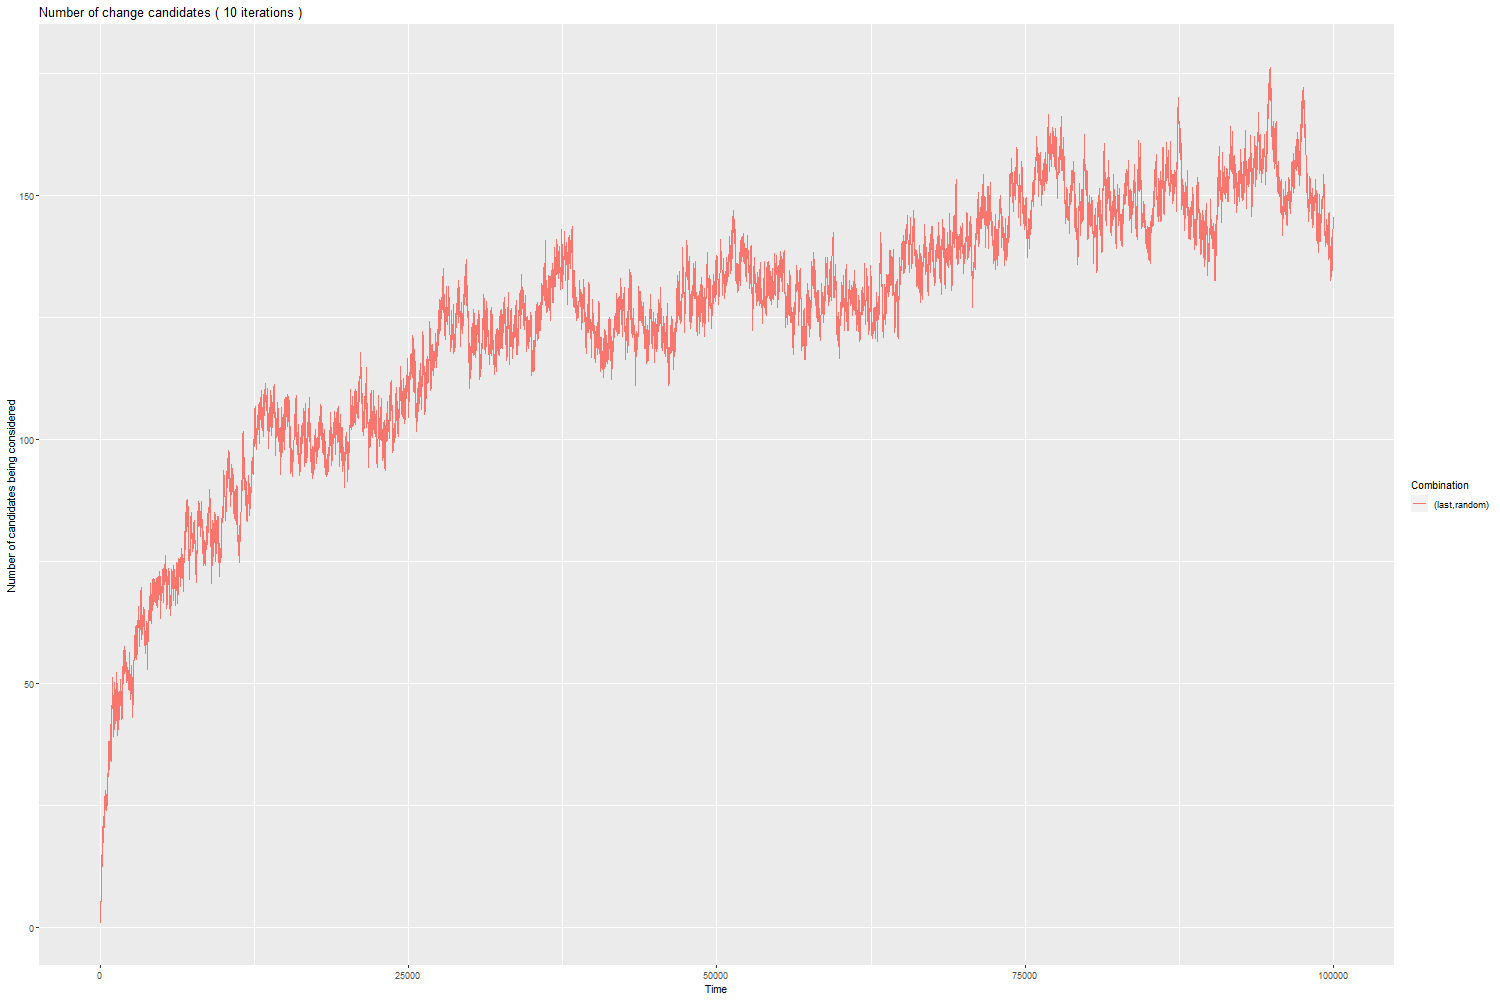 Number of change candidates ( 10 iterations )
Number of candidates being considered
150
100
50
0
0
25000
50000
75000
100000
Time
Combination
(last,random)